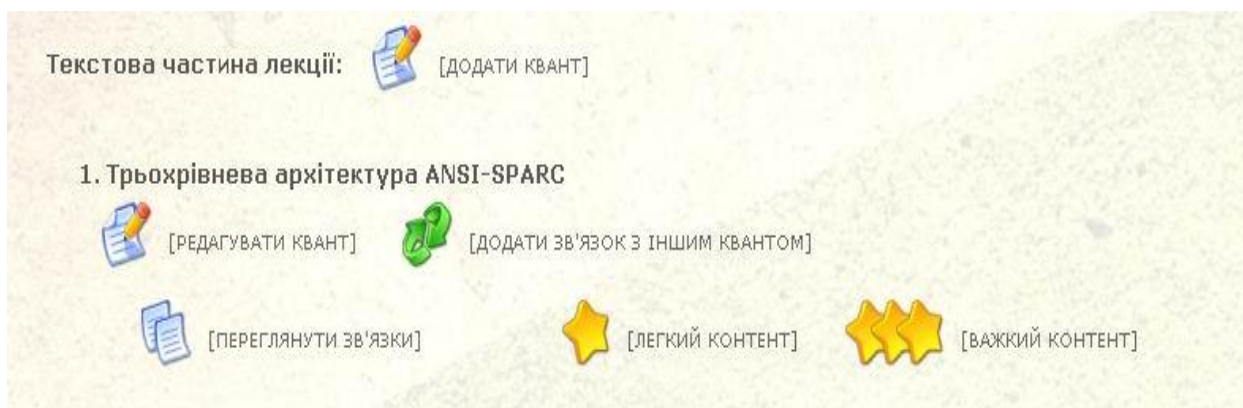 Текстова частина лекції: [ДОДАТИ КВАНТ]
1. Трьохрівнева архітектура ANSI-SPARC
[РЕДАГУВАТИ КВАНТ] [ДОДАТИ ЗВ'ЯЗОК З ІНШИМ КВАНТОМ]
[ПЕРЕГЛЯНУТИ ЗВ'ЯЗКИ] [ЛЕГКИЙ КОНТЕНТ] [ВАЖКИЙ КОНТЕНТ]